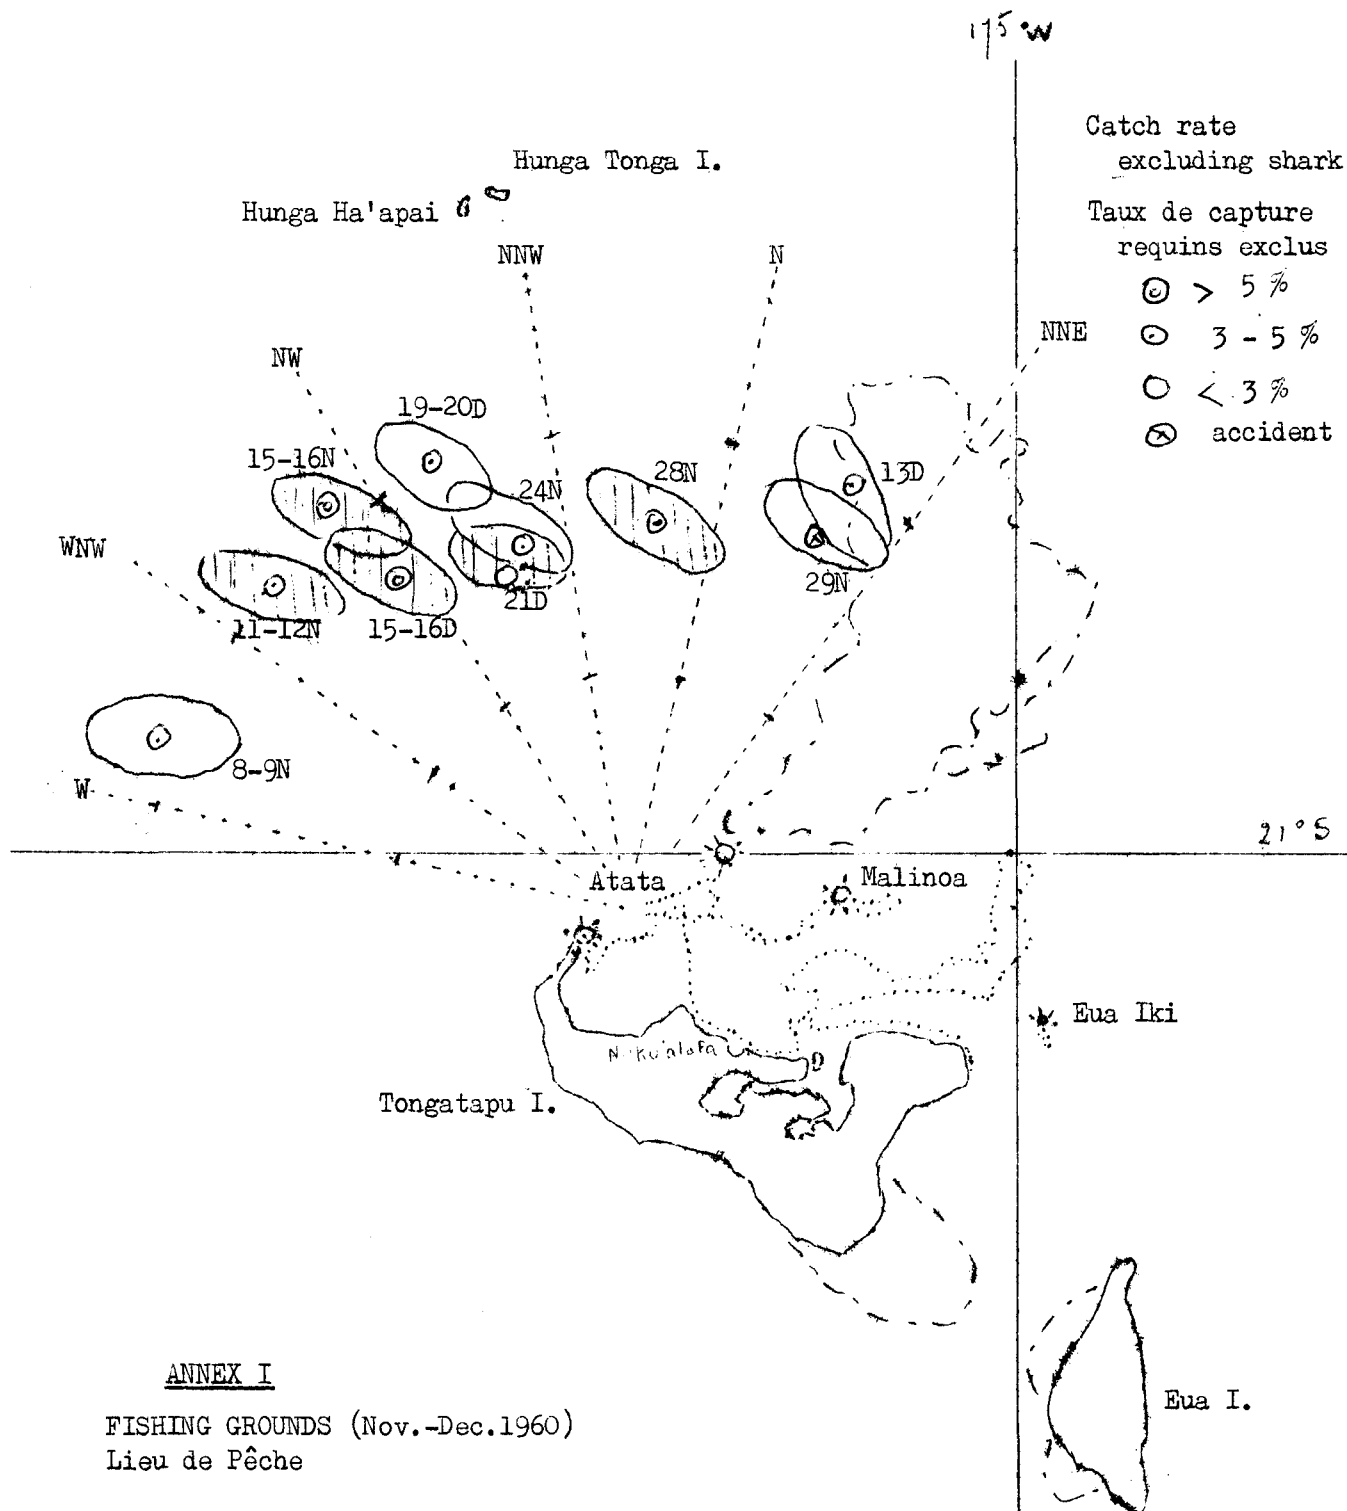 175°W
Catch rate
excluding shark
Taux de capture
requins exclus
> 5 %
3 - 5 %
< 3 %
accident
Hunga Tonga I.
Hunga Ha'apai
NNW
N
NNE
NW
19-20D
15-16N
24N
28N
13D
WNW
21D
29N
11-12N
15-16D
8-9N
W
21°S
Atata
Malinoa
Eua Iki
Tongatapu I.
Eua I.
ANNEX I
FISHING GROUNDS (Nov.-Dec.1960)
Lieu de Pêche